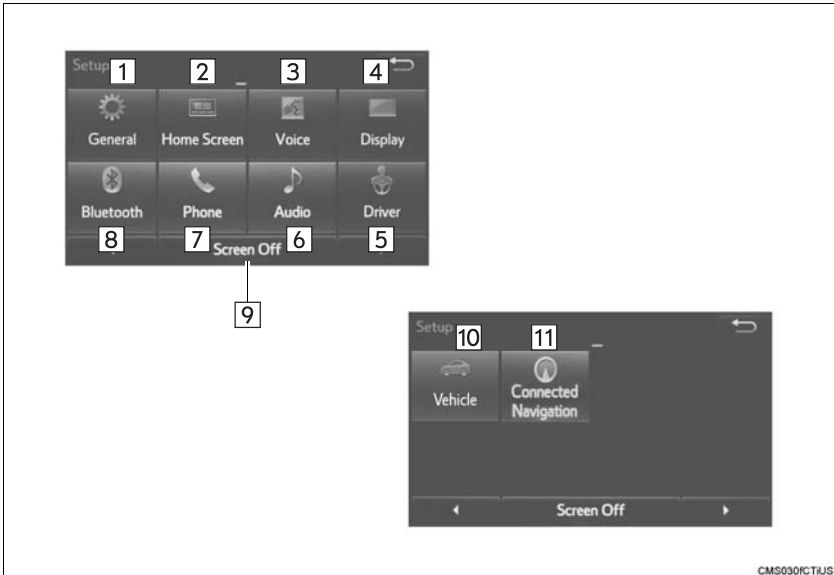 Setup 1 2 3 4
General Home Screen Voice Display
Bluetooth Phone Audio Driver
8 7 Screen Off 6 5
9
Setup 10 11
Vehicle Connected Navigation
Screen Off
CMS030fCTiUS